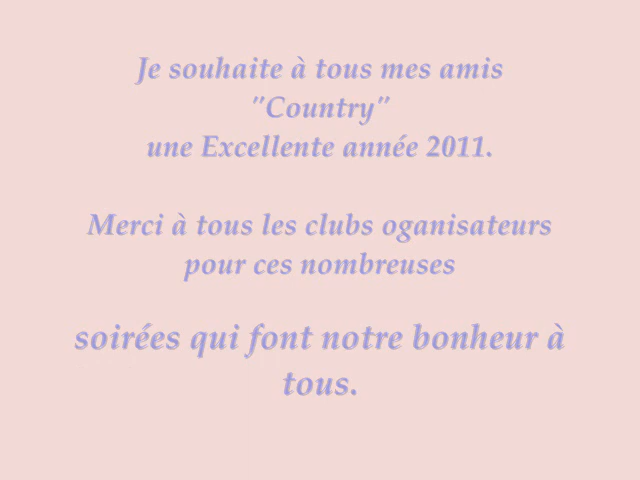 Je souhaite à tous mes amis
"Country"
une Excellente année 2011.
Merci à tous les clubs oganisateurs
pour ces nombreuses
soirées qui font notre bonheur à
tous.